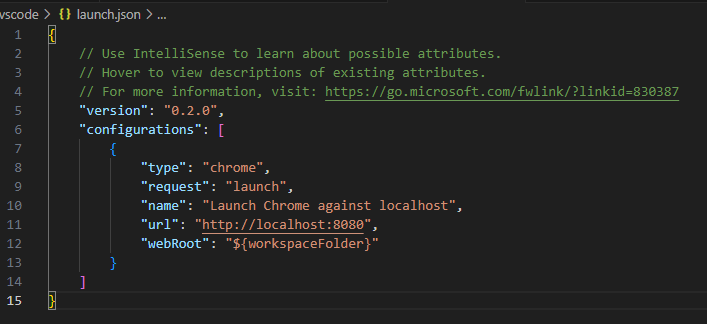 vscode > {} launch.json > ...
1 {
2 // Use IntelliSense to learn about possible attributes.
3 // Hover to view descriptions of existing attributes.
4 // For more information, visit: https://go.microsoft.com/fwlink/?linkid=830387
5 "version": "0.2.0",
6 "configurations": [
7 {
8 "type": "chrome",
9 "request": "launch",
10 "name": "Launch Chrome against localhost",
11 "url": "http://localhost:8080",
12 "webRoot": "${workspaceFolder}"
13 }
14 ]
15 }